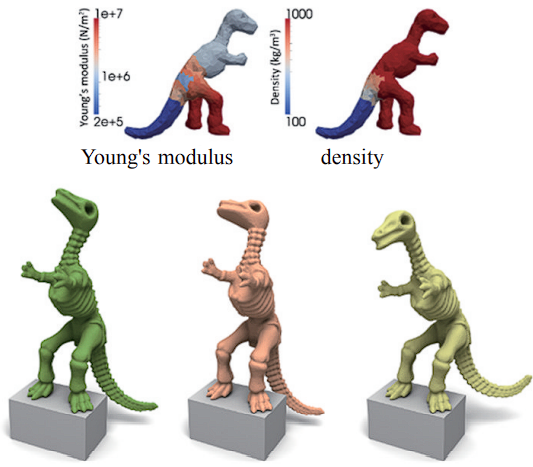 Young's modulus (N/m²)
1e+7
1e+6
2e+5
Density (kg/m³)
1000
100
Young's modulus
density